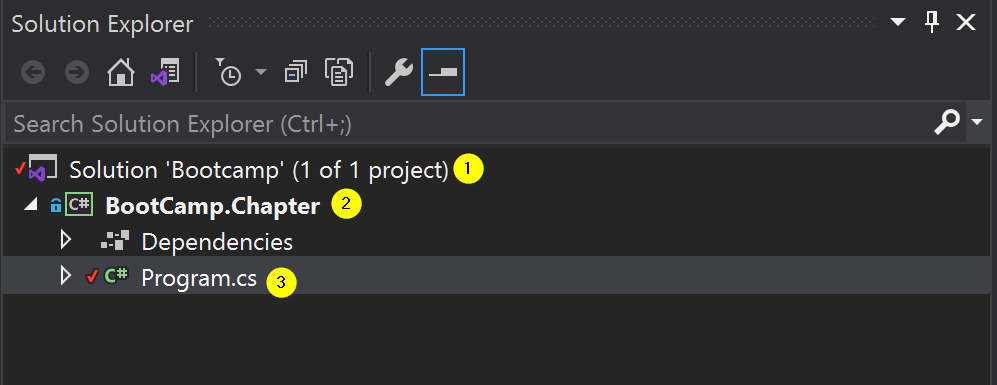 Solution Explorer
Search Solution Explorer (Ctrl+;)
Solution 'Bootcamp' (1 of 1 project) 1
C# BootCamp.Chapter 2
Dependencies
C# Program.cs 3